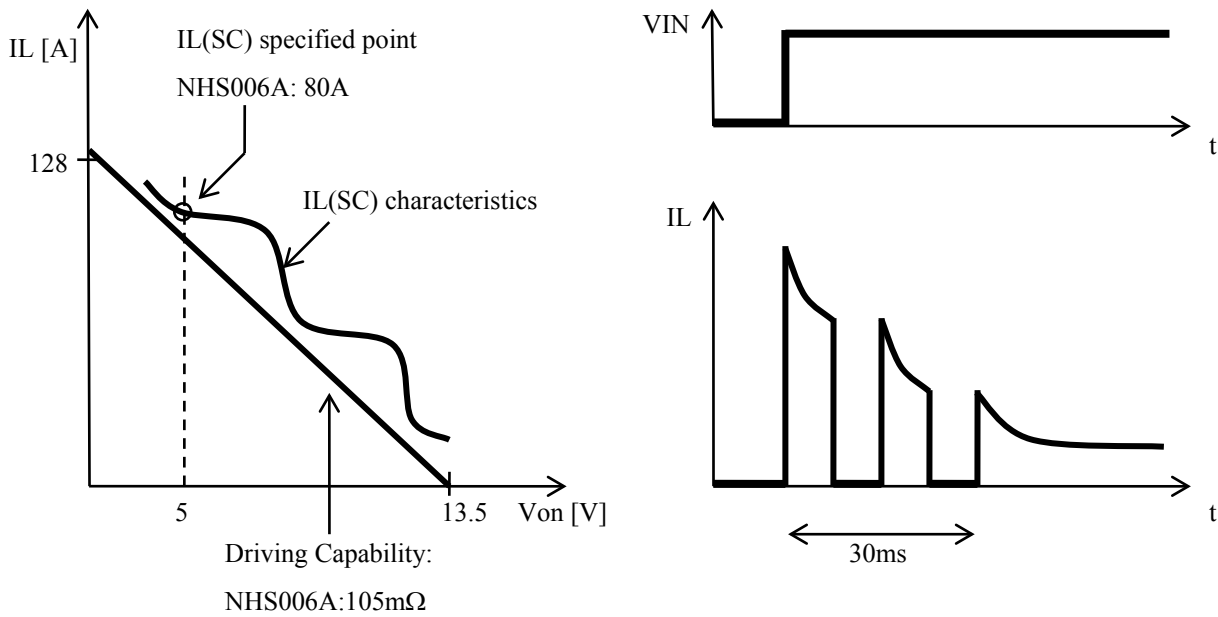 IL [A]
IL(SC) specified point
NHS006A: 80A
128
IL(SC) characteristics
5
13.5
Von [V]
Driving Capability:
NHS006A:105mΩ
VIN
t
IL
t
30ms